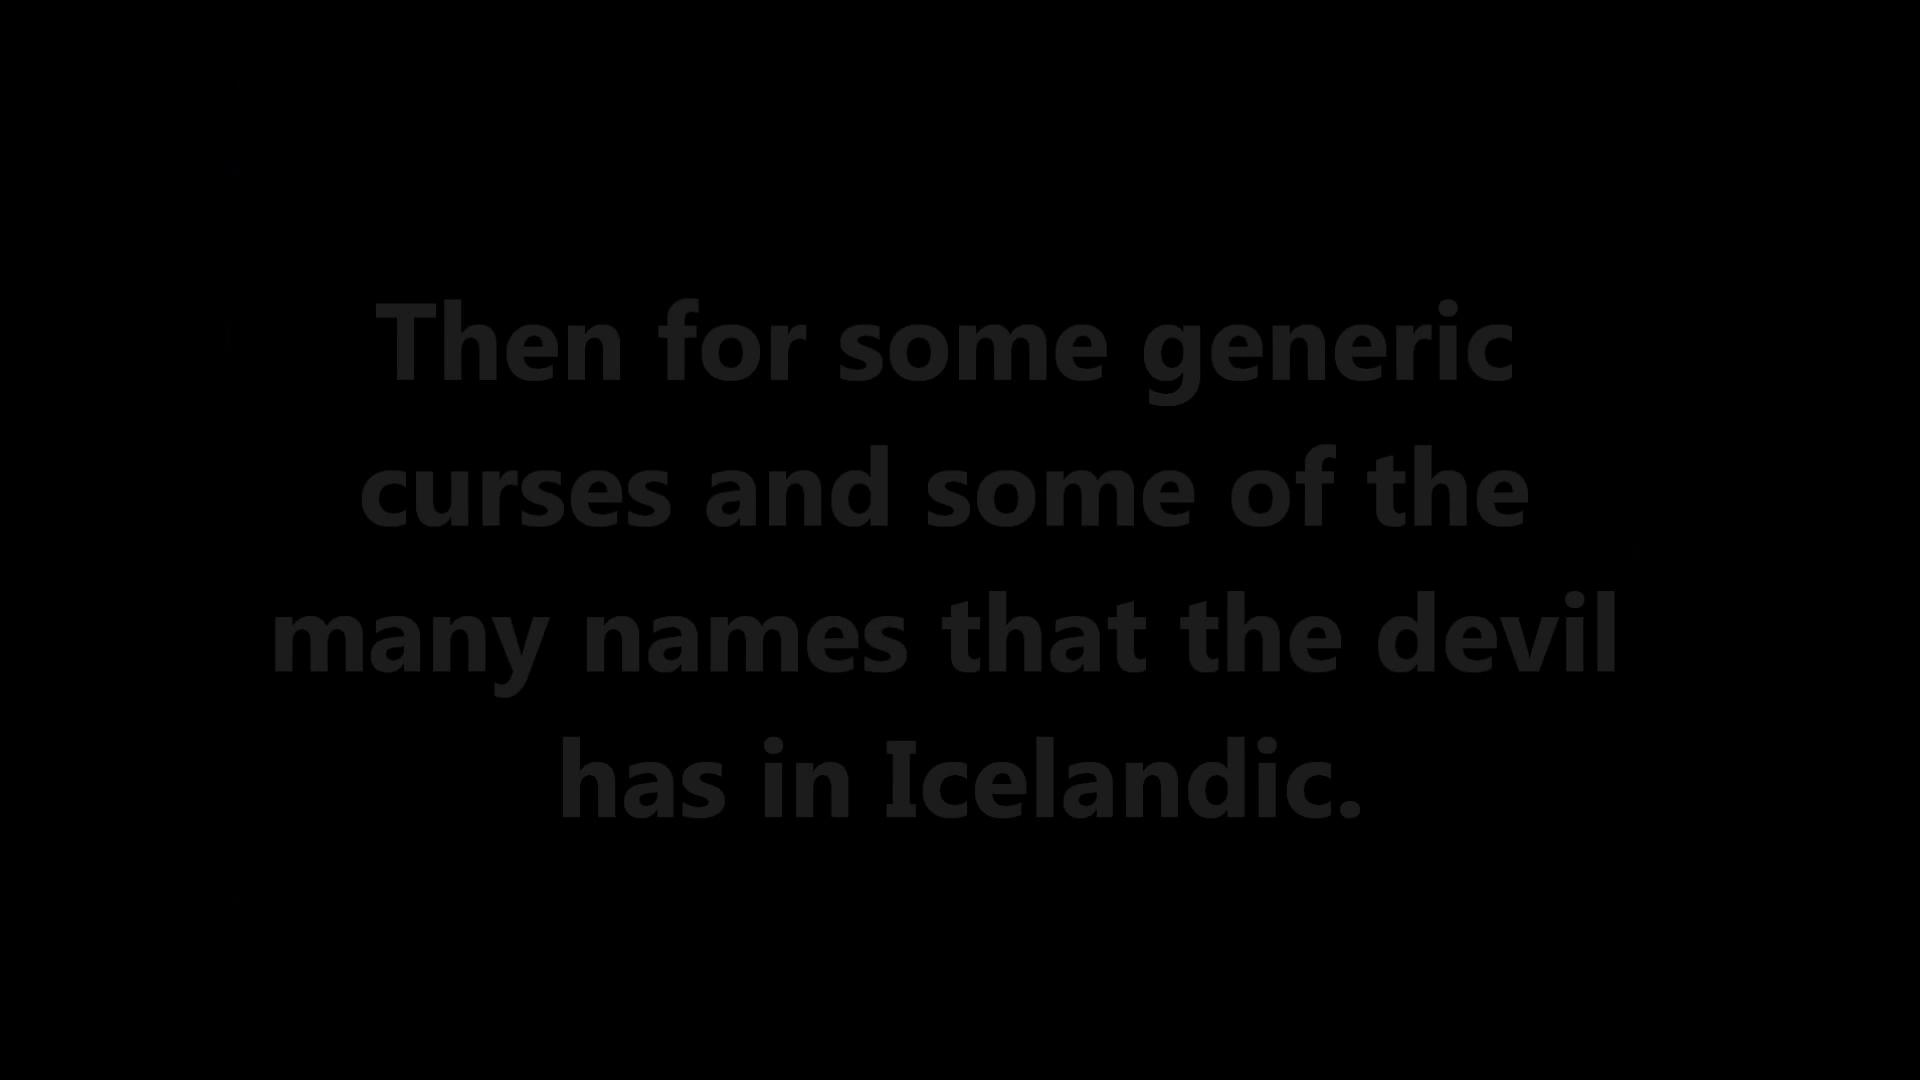 Then for some generic
curses and some of the
many names that the devil
has in Icelandic.